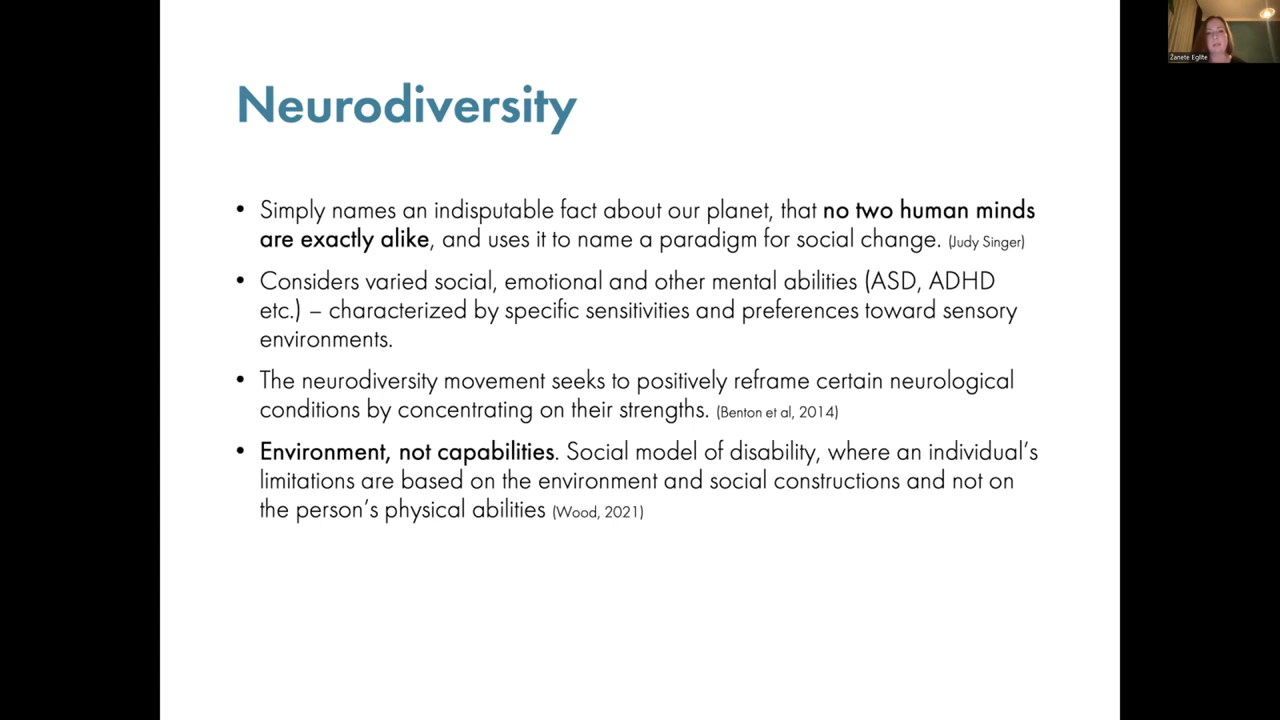 Neurodiversity
• Simply names an indisputable fact about our planet, that no two human minds
are exactly alike, and uses it to name a paradigm for social change. (Judy Singer)
• Considers varied social, emotional and other mental abilities (ASD, ADHD
etc.) – characterized by specific sensitivities and preferences toward sensory
environments.
• The neurodiversity movement seeks to positively reframe certain neurological
conditions by concentrating on their strengths. (Benton et al, 2014)
• Environment, not capabilities. Social model of disability, where an individual’s
limitations are based on the environment and social constructions and not on
the person’s physical abilities (Wood, 2021)
Žanete Eglīte